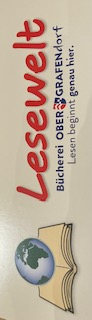 Lesewelt
Bücherei OBERGRAFENdorf
Lesen beginnt genau hier.